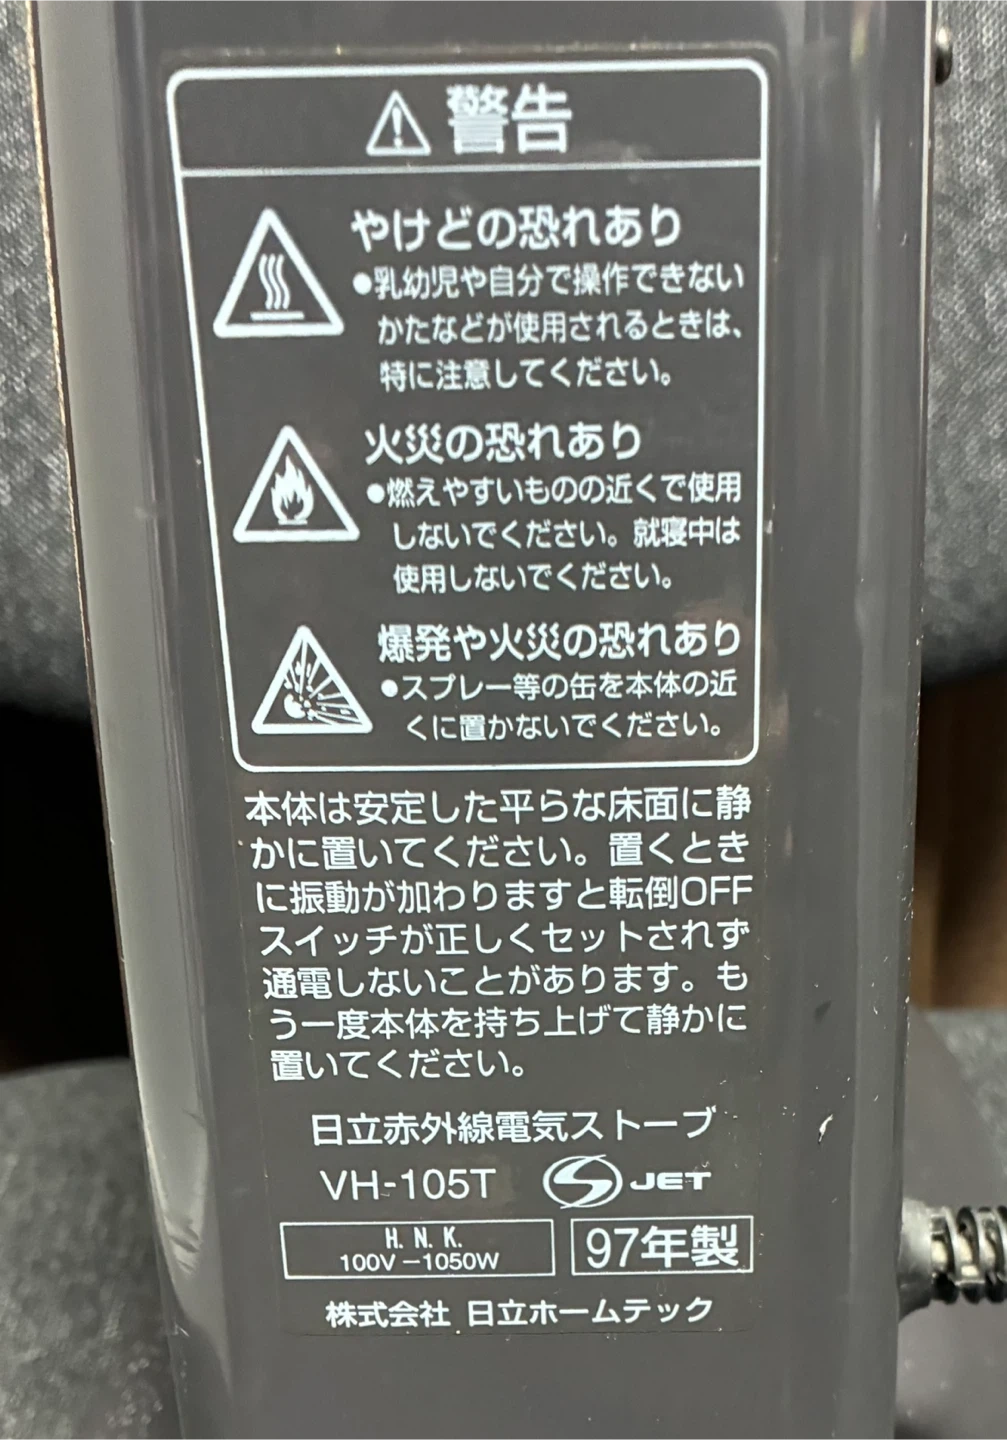 警告
やけどの恐れあり
●乳幼児や自分で操作できない
かたなどが使用されるときは、
特に注意してください。
火災の恐れあり
●燃えやすいものの近くで使用
しないでください。就寝中は
使用しないでください。
爆発や火災の恐れあり
●スプレー等の缶を本体の近
くに置かないでください。
本体は安定した平らな床面に静
かに置いてください。置くとき
に振動が加わりますと転倒OFF
スイッチが正しくセットされず
通電しないことがあります。も
う一度本体を持ち上げて静かに
置いてください。
日立赤外線電気ストーブ
VH-105T S JET
H. N. K.
100V-1050W
97年製
株式会社 日立ホームテック